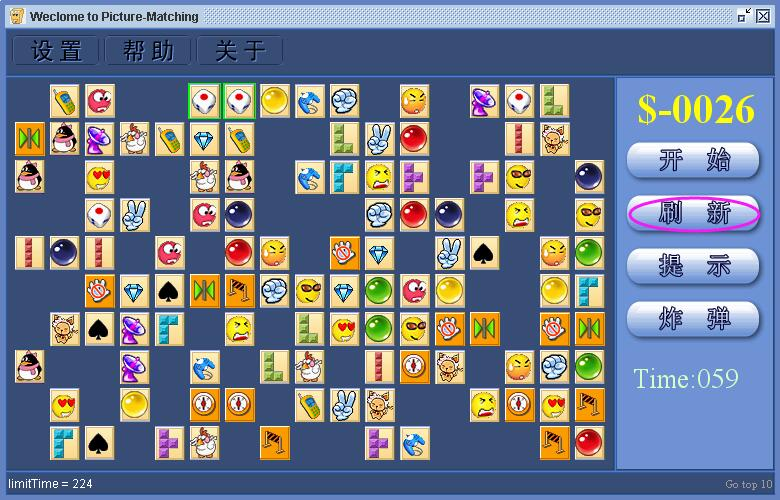 Weclome to Picture-Matching
设置 帮助 关于
$-0026
开 始
刷 新
提 示
炸 弹
Time:059
limitTime = 224
Go top 10